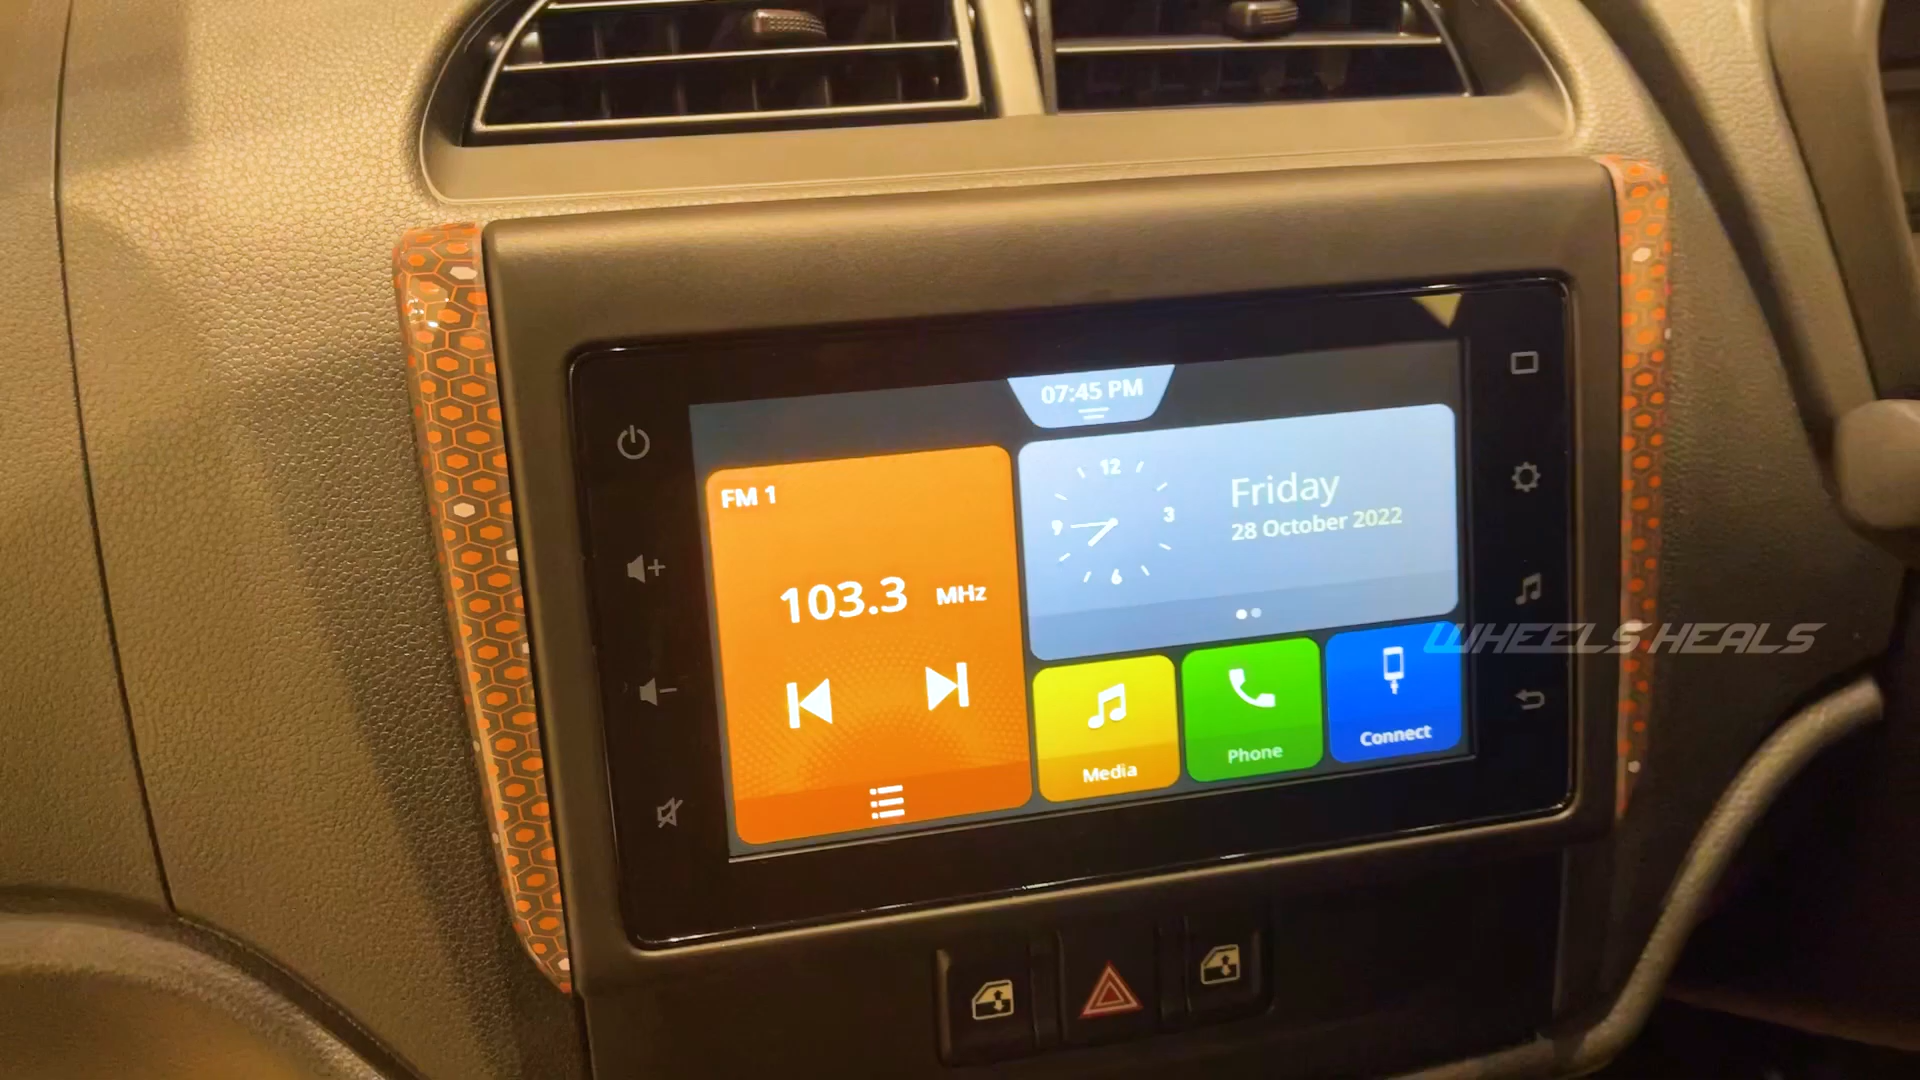 07:45 PM
FM 1
103.3 MHz
12
3
6
9
Friday
28 October 2022
Media
Phone
Connect
WHEELS HEALS